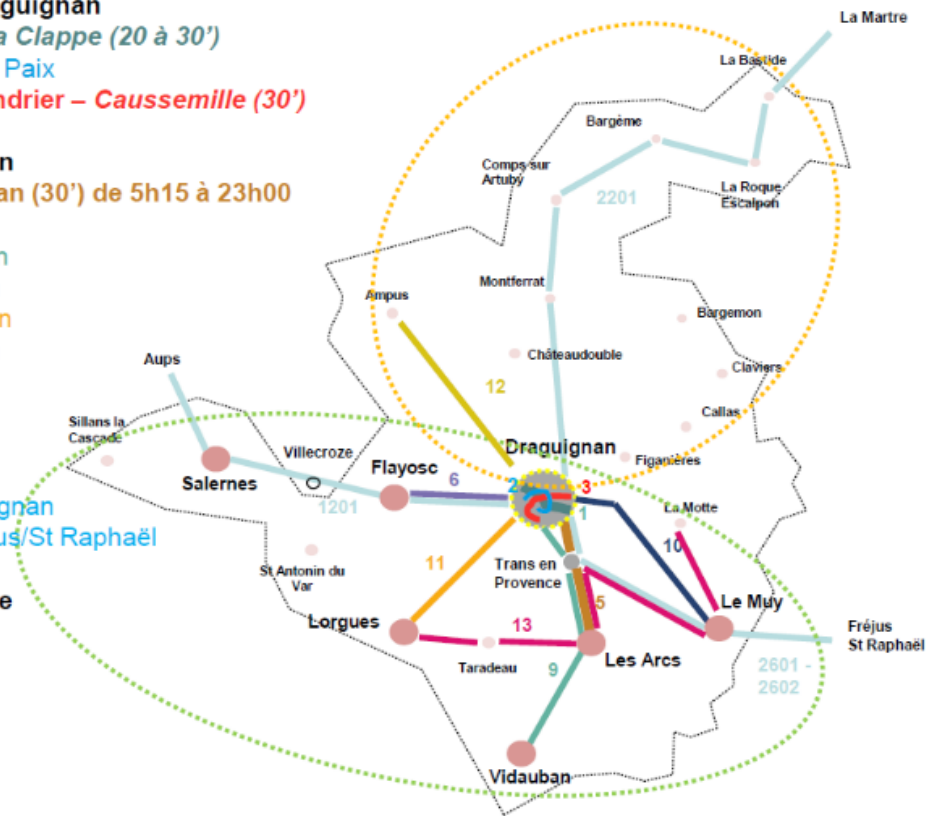 guignan
a Clappe (20 à 30’)
Paix
ndrier – Caussemille (30’)
n
an (30’) de 5h15 à 23h00
n
n
gnan
us/St Raphaël
e
La Martre
La Bastide
Bargème
Comps sur
Artuby
La Roque
Esclapon
2201
Montferrat
Ampus
Bargemon
Châteaudouble
Claviers
Aups
12
Callas
Sillans la
Cascade
Villecroze
Draguignan
Figanières
Flayosc
Salernes
6
2
3
1201
1
La Motte
10
11
St Antonin du
Var
Trans en
Provence
5
Le Muy
Lorgues
13
Fréjus
St Raphaël
Taradeau
9
Les Arcs
2601 -
2602
Vidauban